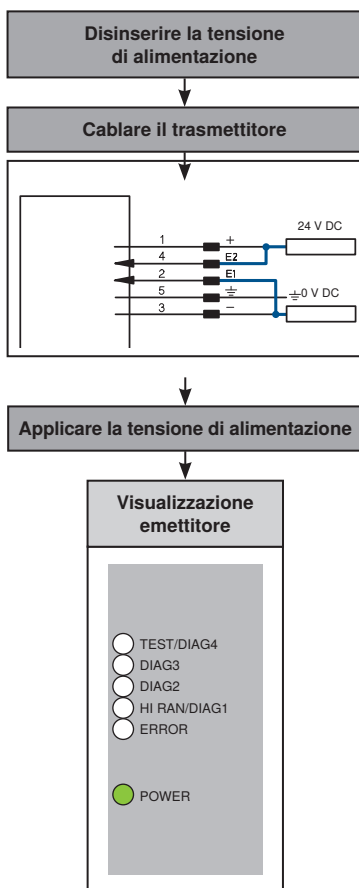 Disinserire la tensione
di alimentazione
Cablare il trasmettitore
24 V DC
1 +
4 E2
2 E1
5
0 V DC
3 −
Applicare la tensione di alimentazione
Visualizzazione
emettitore
TEST/DIAG4
DIAG3
DIAG2
HI RAN/DIAG1
ERROR
POWER